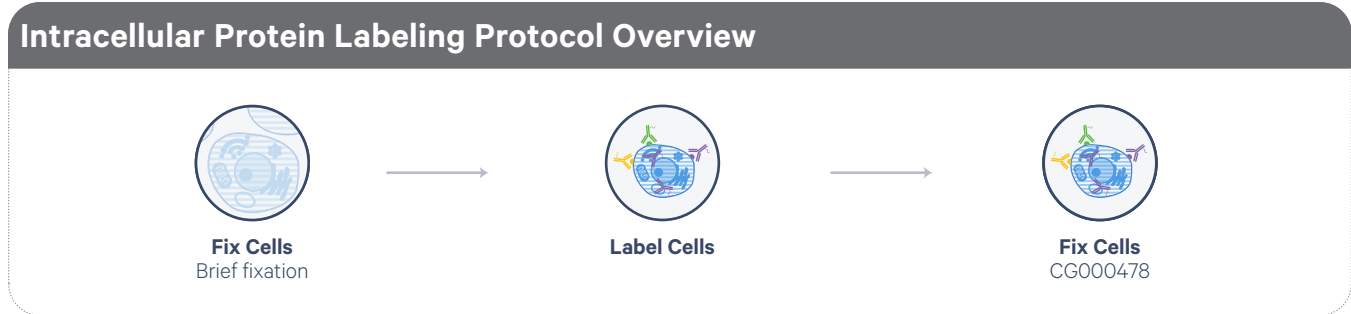 Intracellular Protein Labeling Protocol Overview
Fix Cells
Brief fixation
Label Cells
Fix Cells
CG000478